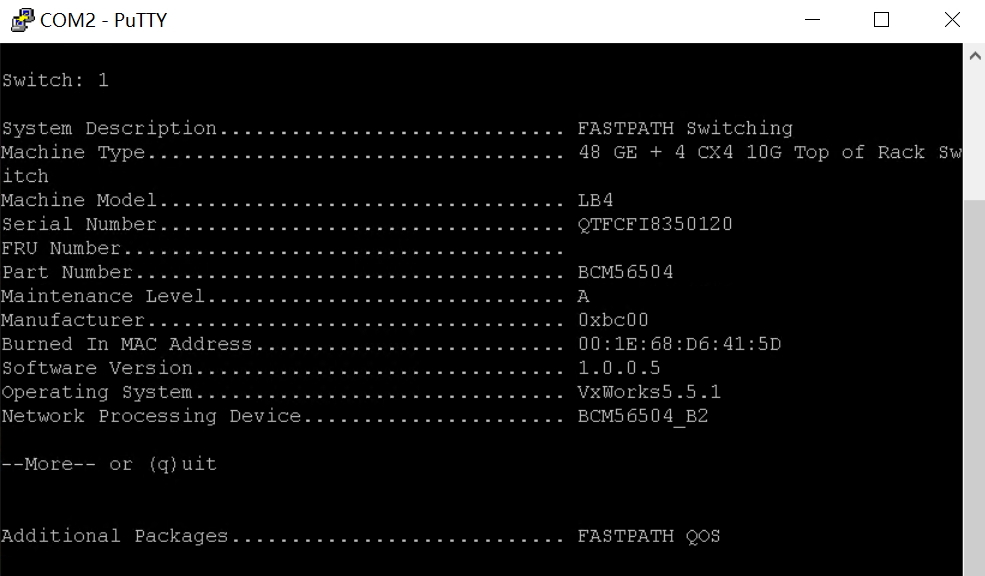 COM2 - PuTTY
Switch: 1
System Description............................. FASTPATH Switching
Machine Type................................... 48 GE + 4 CX4 10G Top of Rack Sw
itch
Machine Model.................................. LB4
Serial Number.................................. QTFCFI8350120
FRU Number.....................................
Part Number.................................... BCM56504
Maintenance Level.............................. A
Manufacturer................................... 0xbc00
Burned In MAC Address.......................... 00:1E:68:D6:41:5D
Software Version............................... 1.0.0.5
Operating System............................... VxWorks5.5.1
Network Processing Device...................... BCM56504_B2
--More-- or (q)uit
Additional Packages............................ FASTPATH QOS